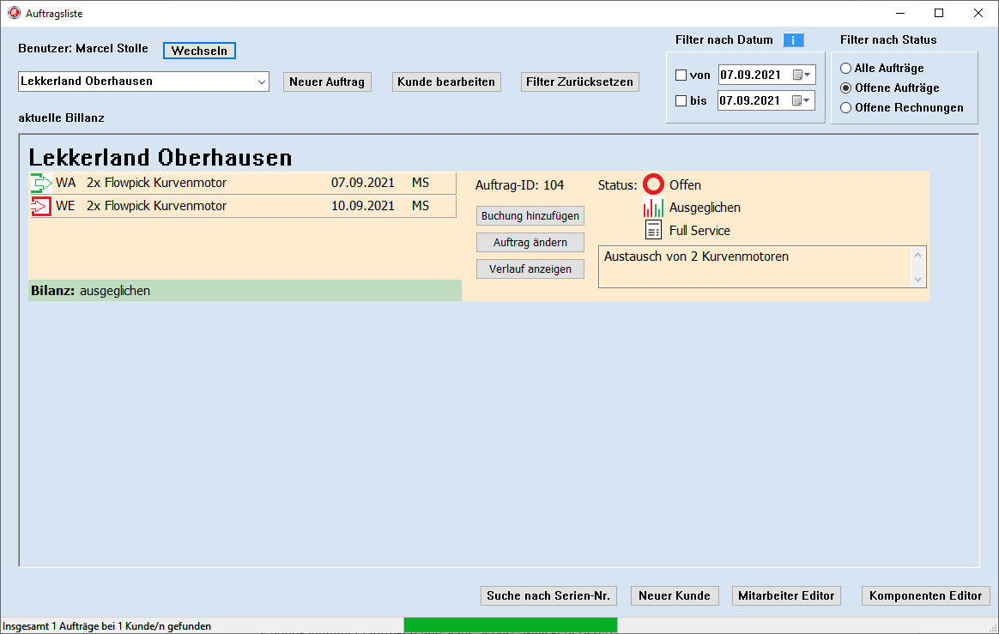 Auftragsliste
Benutzer: Marcel Stolle
Wechseln
Filter nach Datum
i
Filter nach Status
Lekkerland Oberhausen
Neuer Auftrag
Kunde bearbeiten
Filter Zurücksetzen
von 07.09.2021
bis 07.09.2021
Alle Aufträge
Offene Aufträge
Offene Rechnungen
aktuelle Billanz
Lekkerland Oberhausen
WA 2x Flowpick Kurvenmotor 07.09.2021 MS
WE 2x Flowpick Kurvenmotor 10.09.2021 MS
Bilanz: ausgeglichen
Auftrag-ID: 104
Buchung hinzufügen
Auftrag ändern
Verlauf anzeigen
Status: Offen
Ausgeglichen
Full Service
Austausch von 2 Kurvenmotoren
Suche nach Serien-Nr.
Neuer Kunde
Mitarbeiter Editor
Komponenten Editor
Insgesamt 1 Aufträge bei 1 Kunde/n gefunden